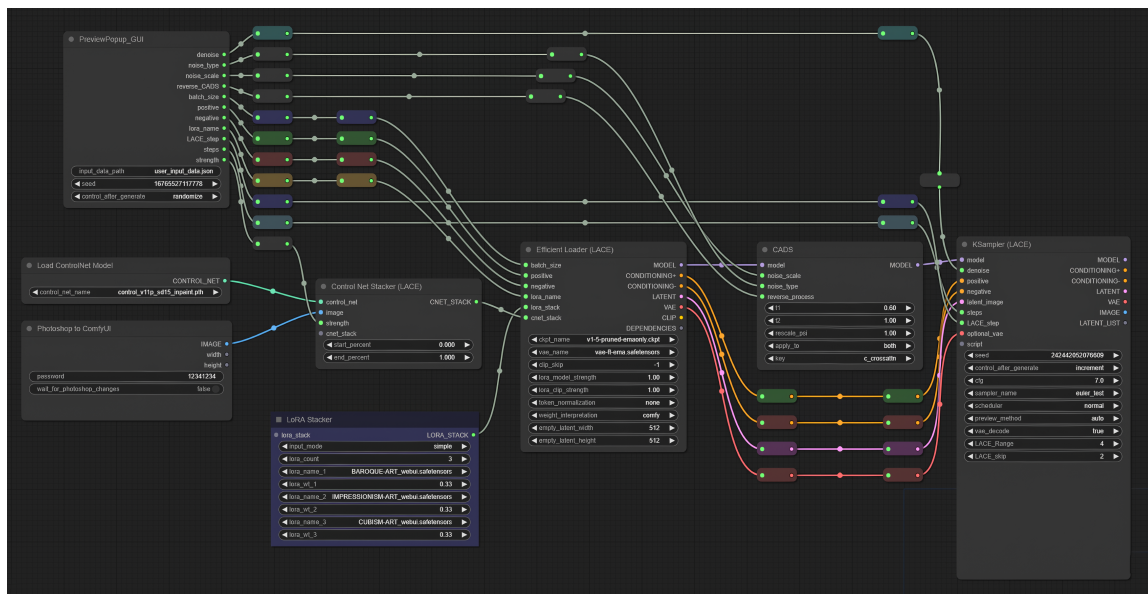 PreviewPopup_GUI
denoise
noise_type
noise_scale
reverse_CADS
batch_size
positive
negative
lora_name
LACE_step
steps
strength
input_data_path user_input_data.json
seed 16765527117778
control_after_generate randomize
Load ControlNet Model
CONTROL_NET
control_net_name control_v11p_sd15_inpaint.pth
Photoshop to ComfyUI
IMAGE
width
height
password 12341234
wait_for_photoshop_changes false
Control Net Stacker (LACE)
control_net CNET_STACK
image
strength
cnet_stack
start_percent 0.000
end_percent 1.000
LoRA Stacker
lora_stack LORA_STACK
input_mode simple
lora_count 3
lora_name_1 BAROQUE-ART_webui.safetensors
lora_wt_1 0.33
lora_name_2 IMPRESSIONISM-ART_webui.safetensors
lora_wt_2 0.33
lora_name_3 CUBISM-ART_webui.safetensors
lora_wt_3 0.33
Efficient Loader (LACE)
batch_size MODEL
positive CONDITIONING+
negative CONDITIONING-
lora_name LATENT
lora_stack VAE
cnet_stack CLIP
DEPENDENCIES
ckpt_name v1-5-pruned-emaonly.ckpt
vae_name vae-ft-ema.safetensors
clip_skip -1
lora_model_strength 1.00
lora_clip_strength 1.00
token_normalization none
weight_interpretation comfy
empty_latent_width 512
empty_latent_height 512
CADS
model MODEL
noise_scale
noise_type
reverse_process
t1 0.60
t2 1.00
rescale_psi 1.00
apply_to both
key c_crossattn
KSampler (LACE)
model MODEL
denoise CONDITIONING+
positive CONDITIONING-
negative LATENT
latent_image VAE
steps IMAGE
LACE_step LATENT_LIST
optional_vae
script
seed 242442052076609
control_after_generate increment
cfg 7.0
sampler_name euler_test
scheduler normal
preview_method auto
vae_decode true
LACE_Range 4
LACE_skip 2